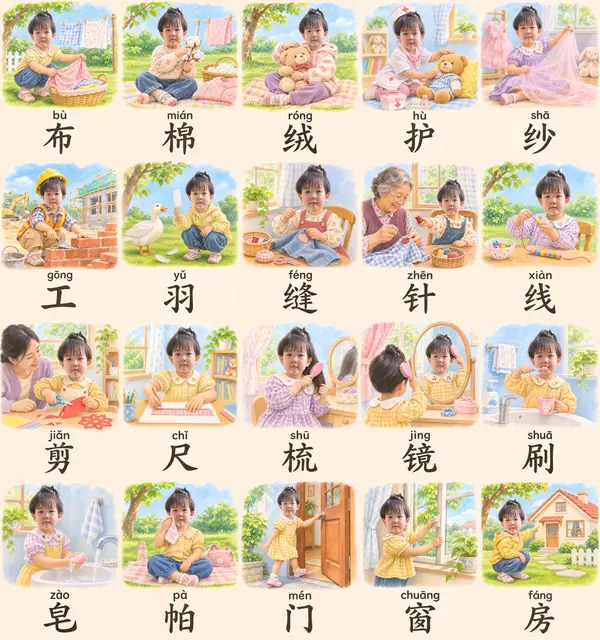 bù mián róng hù shā
布 棉 绒 护 纱
gōng yǔ féng zhēn xiàn
工 羽 缝 针 线
jiǎn chǐ shū jìng shuā
剪 尺 梳 镜 刷
zào pà mén chuāng fáng
皂 帕 门 窗 房